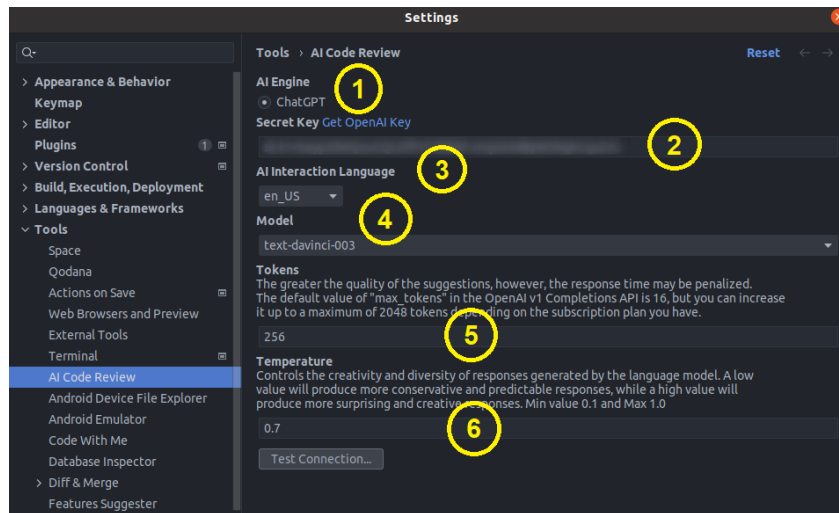 Settings
Tools › AI Code Review
Reset
Appearance & Behavior
Keymap
Editor
Plugins 1
Version Control
Build, Execution, Deployment
Languages & Frameworks
Tools
Space
Qodana
Actions on Save
Web Browsers and Preview
External Tools
Terminal
AI Code Review
Android Device File Explorer
Android Emulator
Code With Me
Database Inspector
Diff & Merge
Features Suggester
AI Engine
1
ChatGPT
Secret Key Get OpenAI Key
2
AI Interaction Language
3
en_US
4
Model
text-davinci-003
Tokens
The greater the quality of the suggestions, however, the response time may be penalized.
The default value of "max_tokens" in the OpenAI v1 Completions API is 16, but you can increase
it up to a maximum of 2048 tokens depending on the subscription plan you have.
256
5
Temperature
Controls the creativity and diversity of responses generated by the language model. A low
value will produce more conservative and predictable responses, while a high value will
produce more surprising and creative responses. Min value 0.1 and Max 1.0
0.7
6
Test Connection...